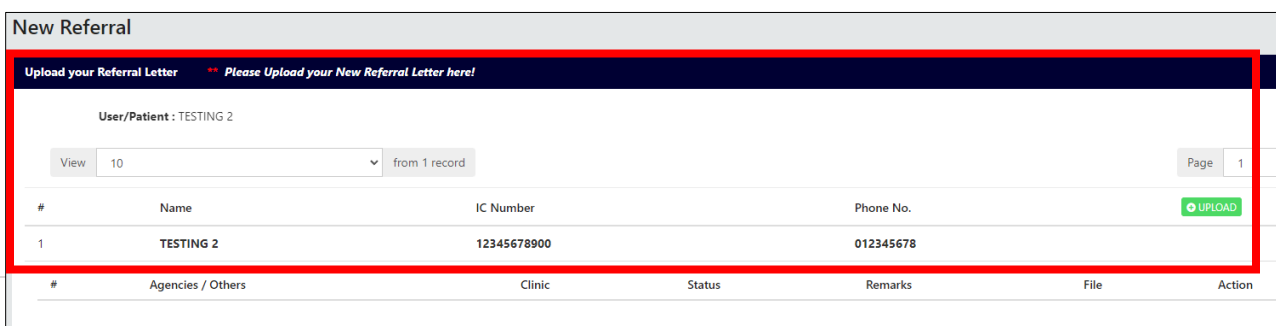 New Referral
Upload your Referral Letter ** Please Upload your New Referral Letter here!
User/Patient : TESTING 2
View 10 from 1 record Page 1
# Name IC Number Phone No. UPLOAD
1 TESTING 2 12345678900 012345678
# Agencies / Others Clinic Status Remarks File Action